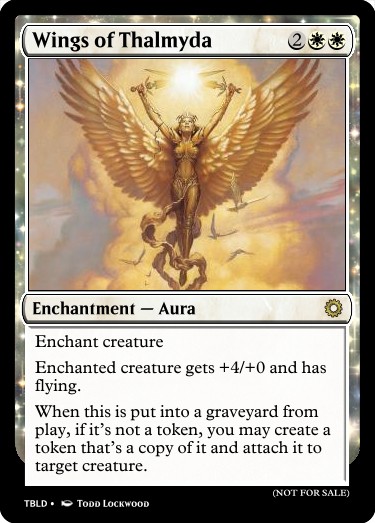 Wings of Thalmyda 2
Enchantment — Aura
Enchant creature
Enchanted creature gets +4/+0 and has
flying.
When this is put into a graveyard from
play, if it's not a token, you may create a
token that's a copy of it and attach it to
target creature.
(NOT FOR SALE)
TBLD • Todd Lockwood